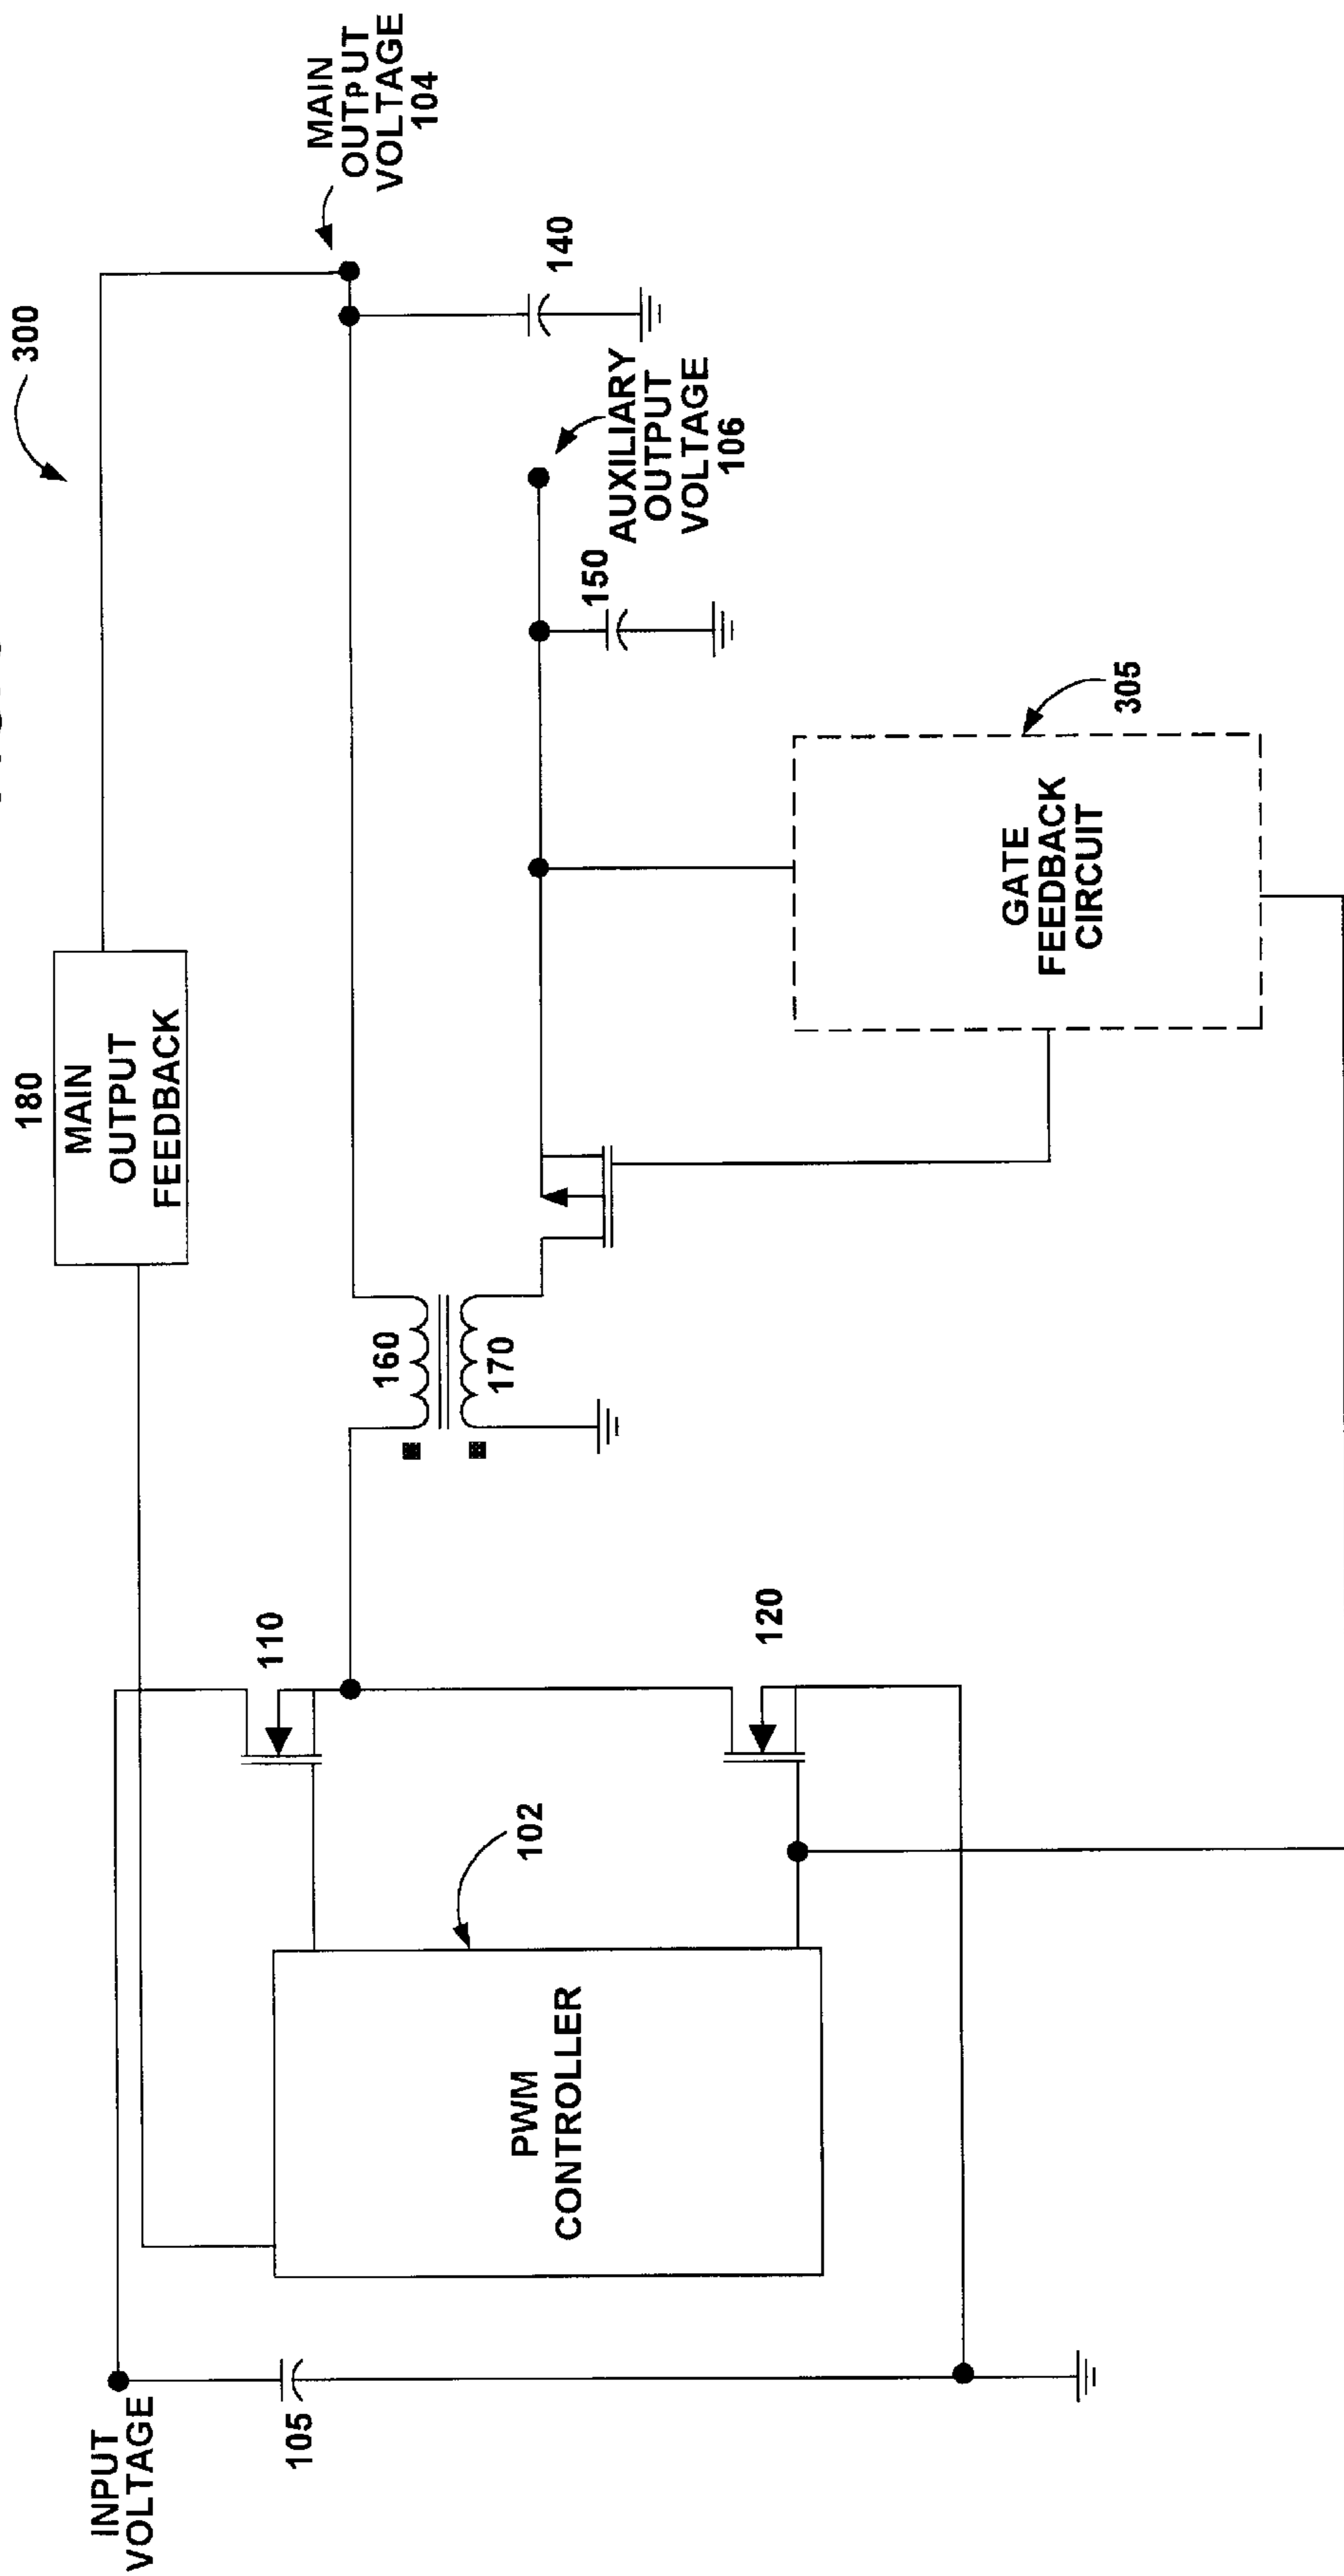 300
MAIN
OUTPUT
VOLTAGE
104
180
MAIN
OUTPUT
FEEDBACK
140
AUXILIARY
OUTPUT
VOLTAGE
106
150
160
170
305
GATE
FEEDBACK
CIRCUIT
110
120
102
PWM
CONTROLLER
INPUT
VOLTAGE
105